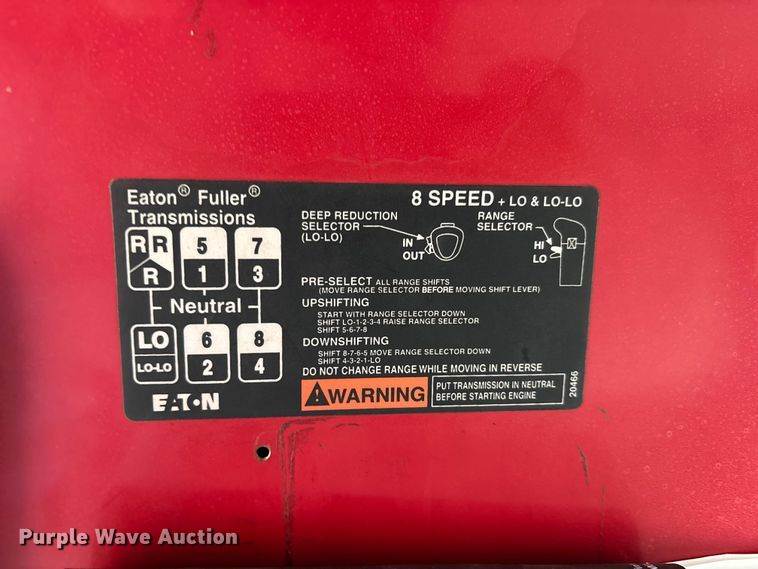 Eaton® Fuller®
Transmissions
8 SPEED + LO & LO-LO
DEEP REDUCTION
SELECTOR
(LO-LO)
IN
OUT
RANGE
SELECTOR
HI
LO
R R 5 7
R 1 3
Neutral
LO 6 8
LO-LO 2 4
PRE-SELECT ALL RANGE SHIFTS
(MOVE RANGE SELECTOR BEFORE MOVING SHIFT LEVER)
UPSHIFTING
START WITH RANGE SELECTOR DOWN
SHIFT LO-1-2-3-4 RAISE RANGE SELECTOR
SHIFT 5-6-7-8
DOWNSHIFTING
SHIFT 8-7-6-5 MOVE RANGE SELECTOR DOWN
SHIFT 4-3-2-1-LO
DO NOT CHANGE RANGE WHILE MOVING IN REVERSE
EATON
WARNING
PUT TRANSMISSION IN NEUTRAL
BEFORE STARTING ENGINE
20466
Purple Wave Auction